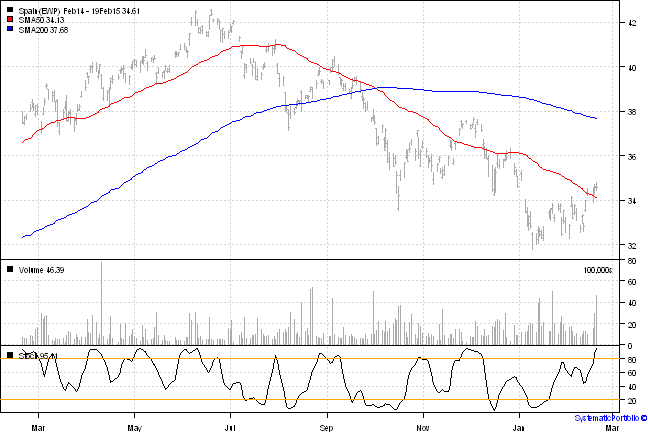 Spain (EWP) Feb14 - 19Feb15 34.61
SMA50 34.13
SMA200 37.68
42
40
38
36
34
32
Volume 46.39
100,000s
80
60
40
20
0
80
60
40
20
Mar May Jul Sep Nov Jan Mar
SystematicPortfolio ©